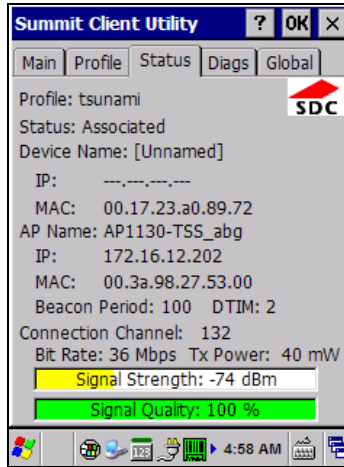 Summit Client Utility ? OK ×
Main Profile Status Diags Global
Profile: tsunami
SDC
Status: Associated
Device Name: [Unnamed]
IP: ---.---.---.---
MAC: 00.17.23.a0.89.72
AP Name: AP1130-TSS_abg
IP: 172.16.12.202
MAC: 00.3a.98.27.53.00
Beacon Period: 100 DTIM: 2
Connection Channel: 132
Bit Rate: 36 Mbps Tx Power: 40 mW
Signal Strength: -74 dBm
Signal Quality: 100 %
4:58 AM